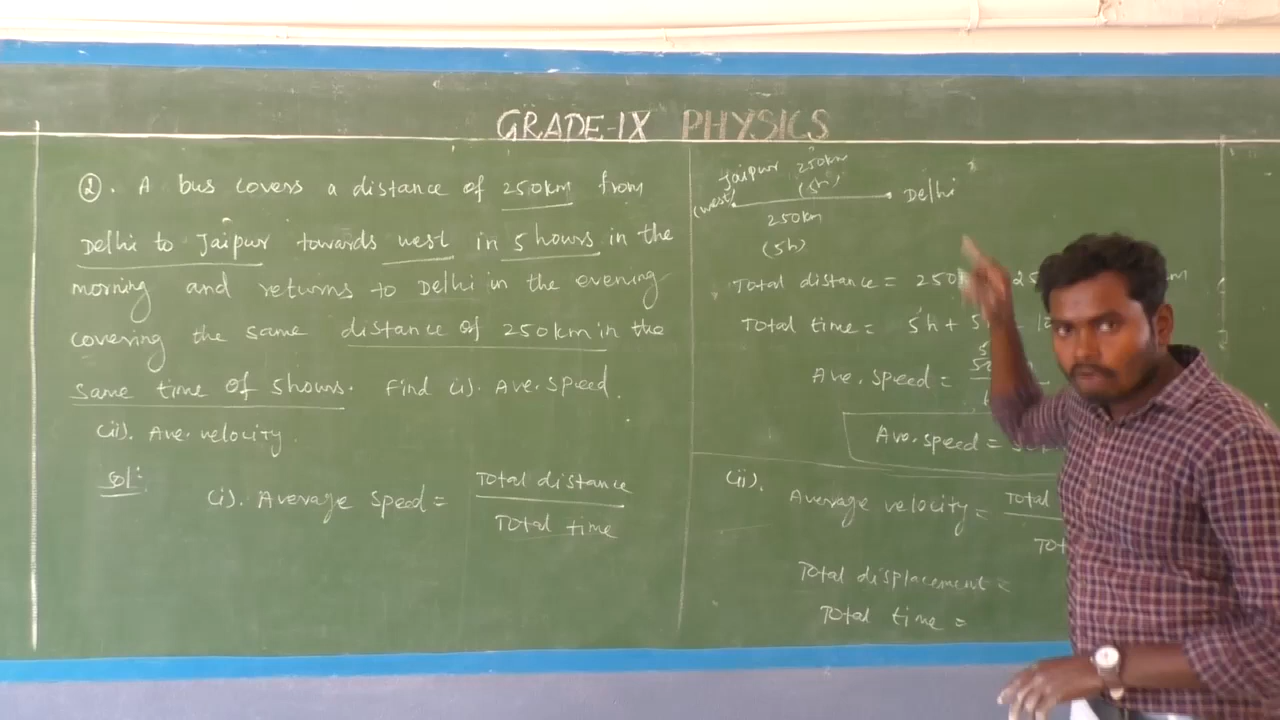 GRADE-IX PHYSICS
2. A bus covers a distance of 250km from
Delhi to Jaipur towards west in 5 hours in the
morning and returns to Delhi in the evening
covering the same distance of 250km in the
same time of 5hours. Find (i). Ave. Speed.
(ii). Ave. velocity.
Sol:
(i). Average Speed =
Total distance
Total time
Jaipur 250km
(5h)
(west) Delhi
250km
(5h)
Total distance = 250
Total time = 5h +
Ave. Speed =
Ave. speed =
(ii).
Average velocity = Total
Total displacement =
Total time =